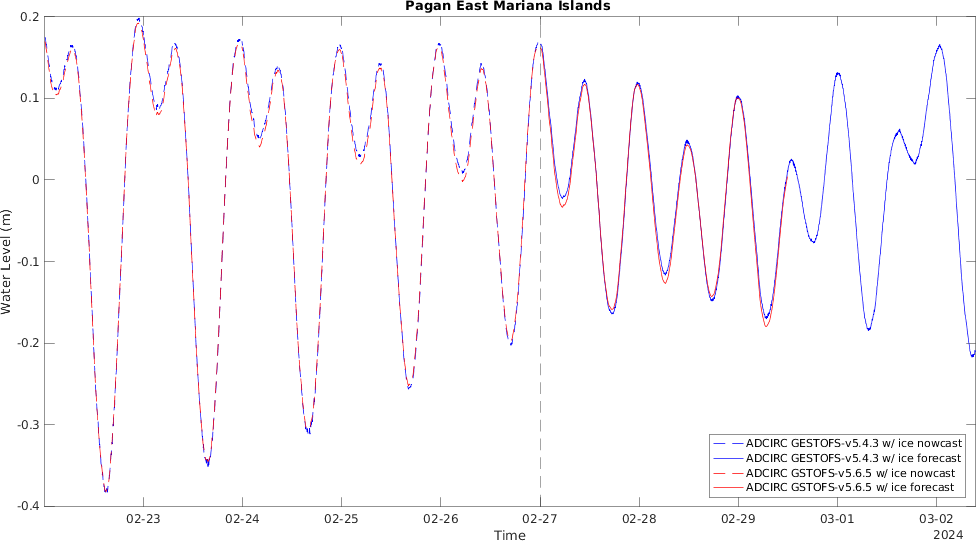 Pagan East Mariana Islands
0.2
0.1
0
-0.1
-0.2
-0.3
-0.4
Water Level (m)
02-23 02-24 02-25 02-26 02-27 02-28 02-29 03-01 03-02
Time
2024
ADCIRC GESTOFS-v5.4.3 w/ ice nowcast
ADCIRC GESTOFS-v5.4.3 w/ ice forecast
ADCIRC GSTOFS-v5.6.5 w/ ice nowcast
ADCIRC GSTOFS-v5.6.5 w/ ice forecast